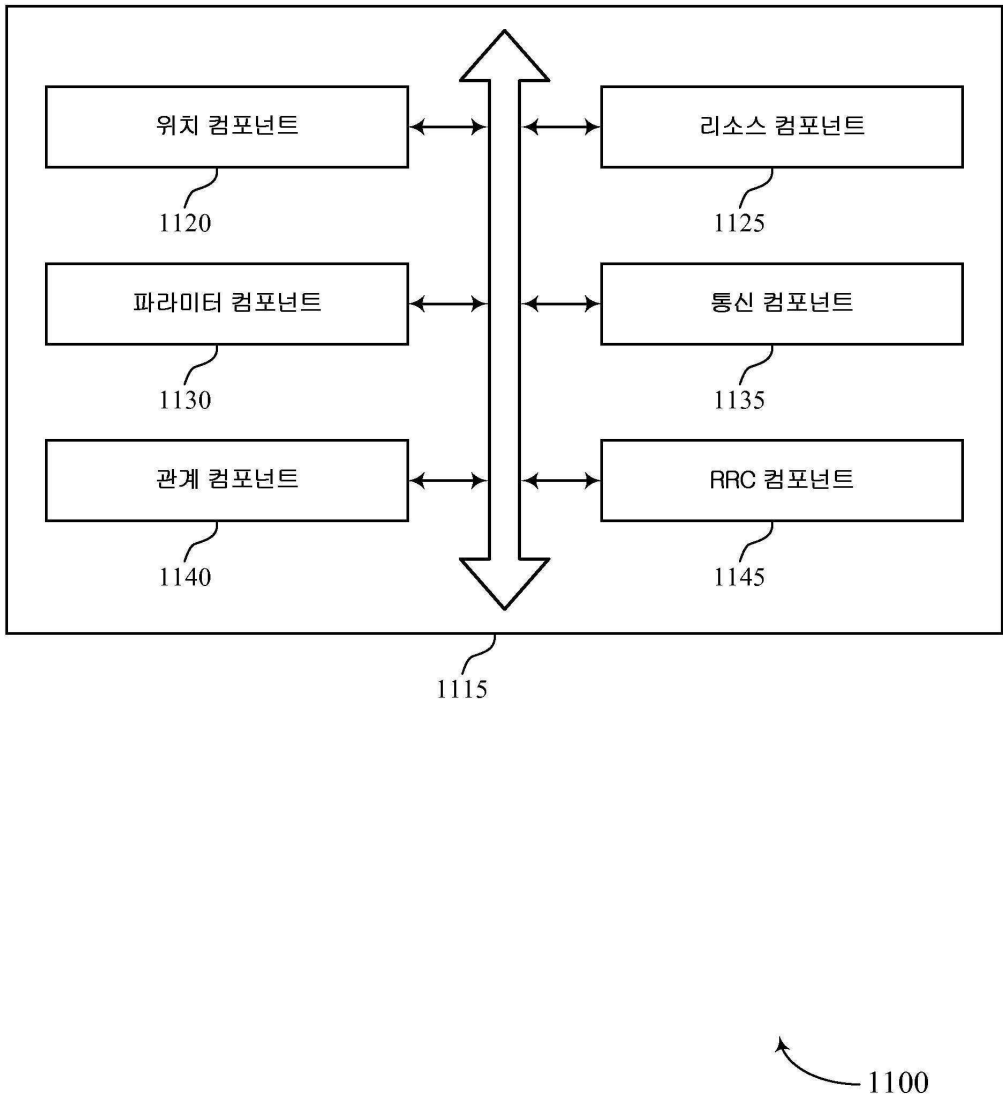 위치 컴포넌트
리소스 컴포넌트
1120
1125
파라미터 컴포넌트
통신 컴포넌트
1130
1135
관계 컴포넌트
RRC 컴포넌트
1140
1145
1115
1100